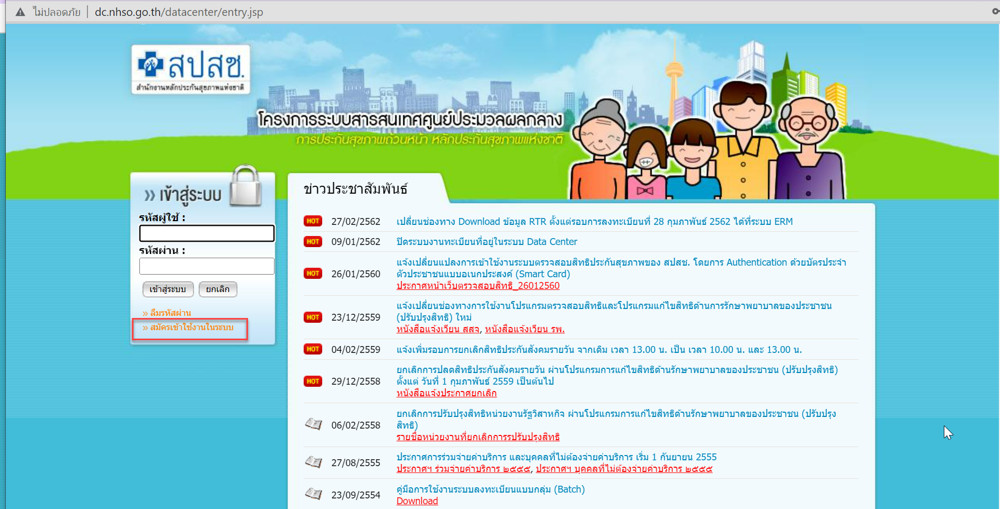 ไม่ปลอดภัย | dc.nhso.go.th/datacenter/entry.jsp
สปสช.
สำนักงานหลักประกันสุขภาพแห่งชาติ
โครงการระบบสารสนเทศศูนย์ประมวลผลกลาง
การประกันสุขภาพถ้วนหน้า หลักประกันสุขภาพแห่งชาติ
» เข้าสู่ระบบ
รหัสผู้ใช้ :
รหัสผ่าน :
เข้าสู่ระบบ ยกเลิก
» ลืมรหัสผ่าน
» สมัครเข้าใช้งานในระบบ
ข่าวประชาสัมพันธ์
HOT 27/02/2562 เปลี่ยนช่องทาง Download ข้อมูล RTR ตั้งแต่รอบการลงทะเบียนที่ 28 กุมภาพันธ์ 2562 ได้ที่ระบบ ERM
HOT 09/01/2562 ปิดระบบงานทะเบียนที่อยู่ในระบบ Data Center
HOT 26/01/2560 แจ้งเปลี่ยนแปลงการเข้าใช้งานระบบตรวจสอบสิทธิประกันสุขภาพของ สปสช. โดยการ Authentication ด้วยบัตรประจำ
ตัวประชาชนแบบอเนกประสงค์ (Smart Card)
ประกาศหน้าเว็บตรวจสอบสิทธิ_26012560
HOT 23/12/2559 แจ้งเปลี่ยนช่องทางการใช้งานโปรแกรมตรวจสอบสิทธิและโปรแกรมแก้ไขสิทธิด้านการรักษาพยาบาลของประชาชน
(ปรับปรุงสิทธิ) ใหม่
หนังสือแจ้งเวียน สสจ, หนังสือแจ้งเวียน รพ.
HOT 04/02/2559 แจ้งเพิ่มรอบการยกเลิกสิทธิประกันสังคมรายวัน จากเดิม เวลา 13.00 น. เป็น เวลา 10.00 น. และ 13.00 น.
HOT 29/12/2558 ยกเลิกการปลดสิทธิประกันสังคมรายวัน ผ่านโปรแกรมการแก้ไขสิทธิด้านรักษาพยาบาลของประชาชน (ปรับปรุงสิทธิ)
ตั้งแต่ วันที่ 1 กุมภาพันธ์ 2559 เป็นต้นไป
หนังสือแจ้งประกาศยกเลิก
06/02/2558 ยกเลิกการปรับปรุงสิทธิหน่วยงานรัฐวิสาหกิจ ผ่านโปรแกรมการแก้ไขสิทธิด้านรักษาพยาบาลของประชาชน (ปรับปรุง
สิทธิ)
รายชื่อหน่วยงานที่ยกเลิกการรปรับปรุงสิทธิ
27/08/2555 ประกาศการร่วมจ่ายค่าบริการ และบุคคลที่ไม่ต้องจ่ายค่าบริการ เริ่ม 1 กันยายน 2555
ประกาศฯ ร่วมจ่ายค่าบริการ ๒๕๕๕, ประกาศฯ บุคคลที่ไม่ต้องจ่ายค่าบริการ ๒๕๕๕
23/09/2554 คู่มือการใช้งานระบบลงทะเบียนแบบกลุ่ม (Batch)
Download